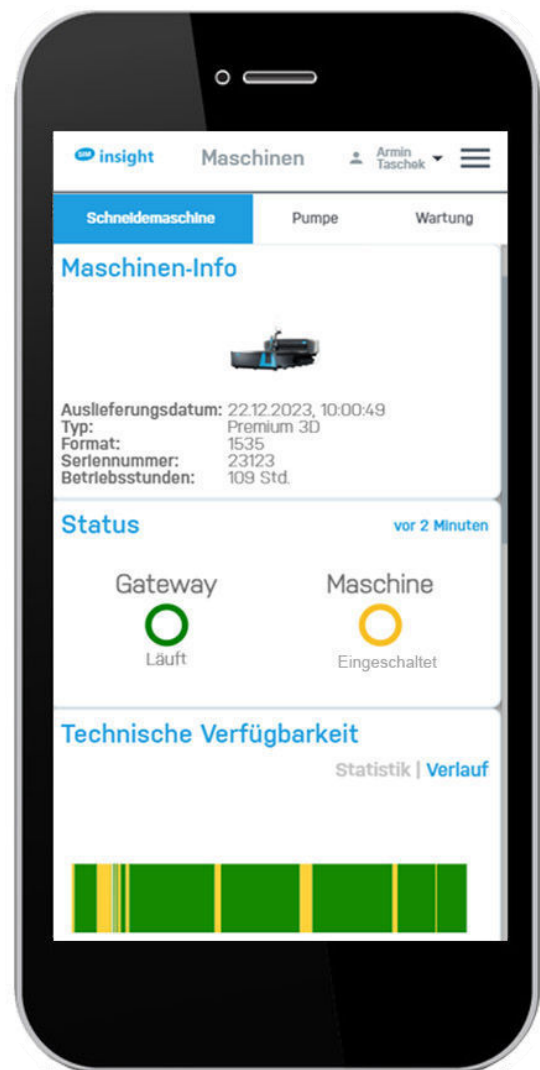 StM insight Maschinen Armin Taschek
Schneidemaschine Pumpe Wartung
Maschinen-Info
Auslieferungsdatum: 22.12.2023, 10:00:49
Typ: Premium 3D
Format: 1535
Seriennummer: 23123
Betriebsstunden: 109 Std.
Status vor 2 Minuten
Gateway Maschine
Läuft Eingeschaltet
Technische Verfügbarkeit
Statistik | Verlauf